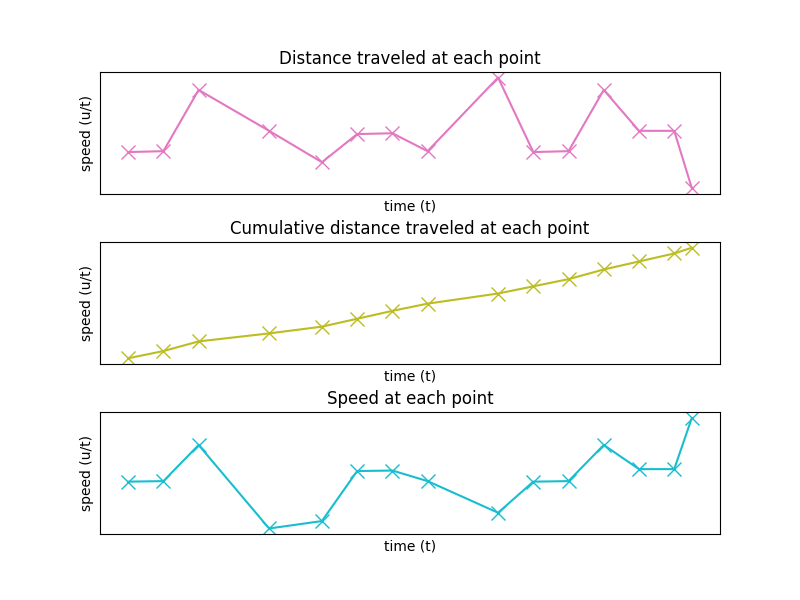 Distance traveled at each point
speed (u/t)
time (t)
Cumulative distance traveled at each point
speed (u/t)
time (t)
Speed at each point
speed (u/t)
time (t)